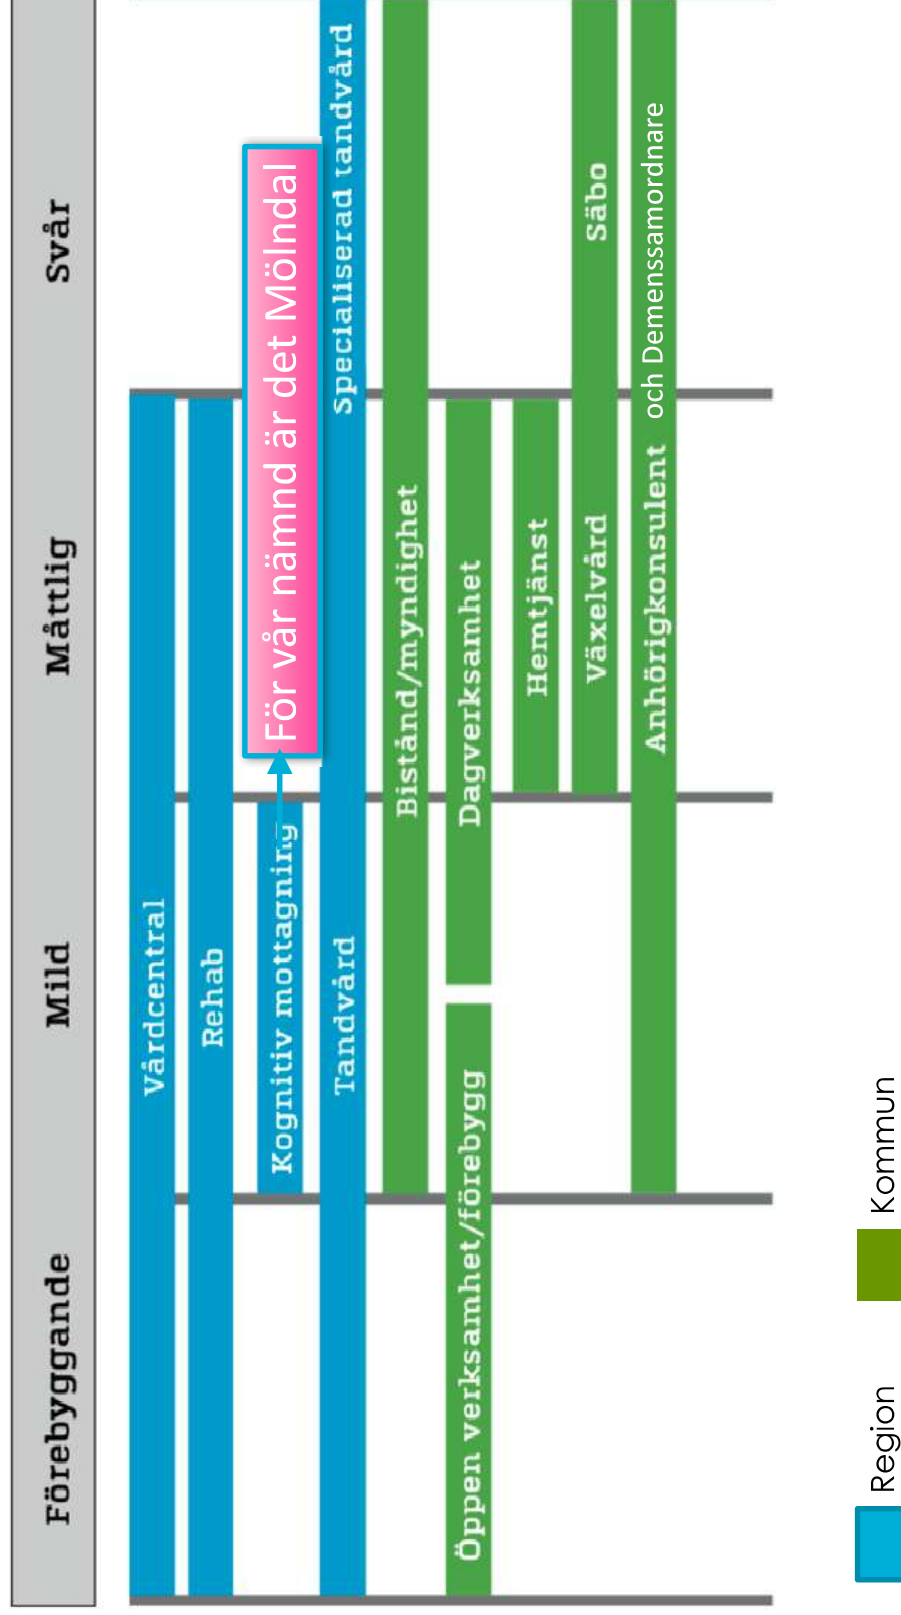 Förebyggande Mild Måttlig Svår
Vårdcentral
Rehab
Kognitiv mottagning För vår nämnd är det Mölndal
Tandvård Specialiserad tandvård
Bistånd/myndighet
Öppen verksamhet/förebygg Dagverksamhet
Hemtjänst
Växelvård Säbo
Anhörigkonsulent och Demenssamordnare
Region Kommun